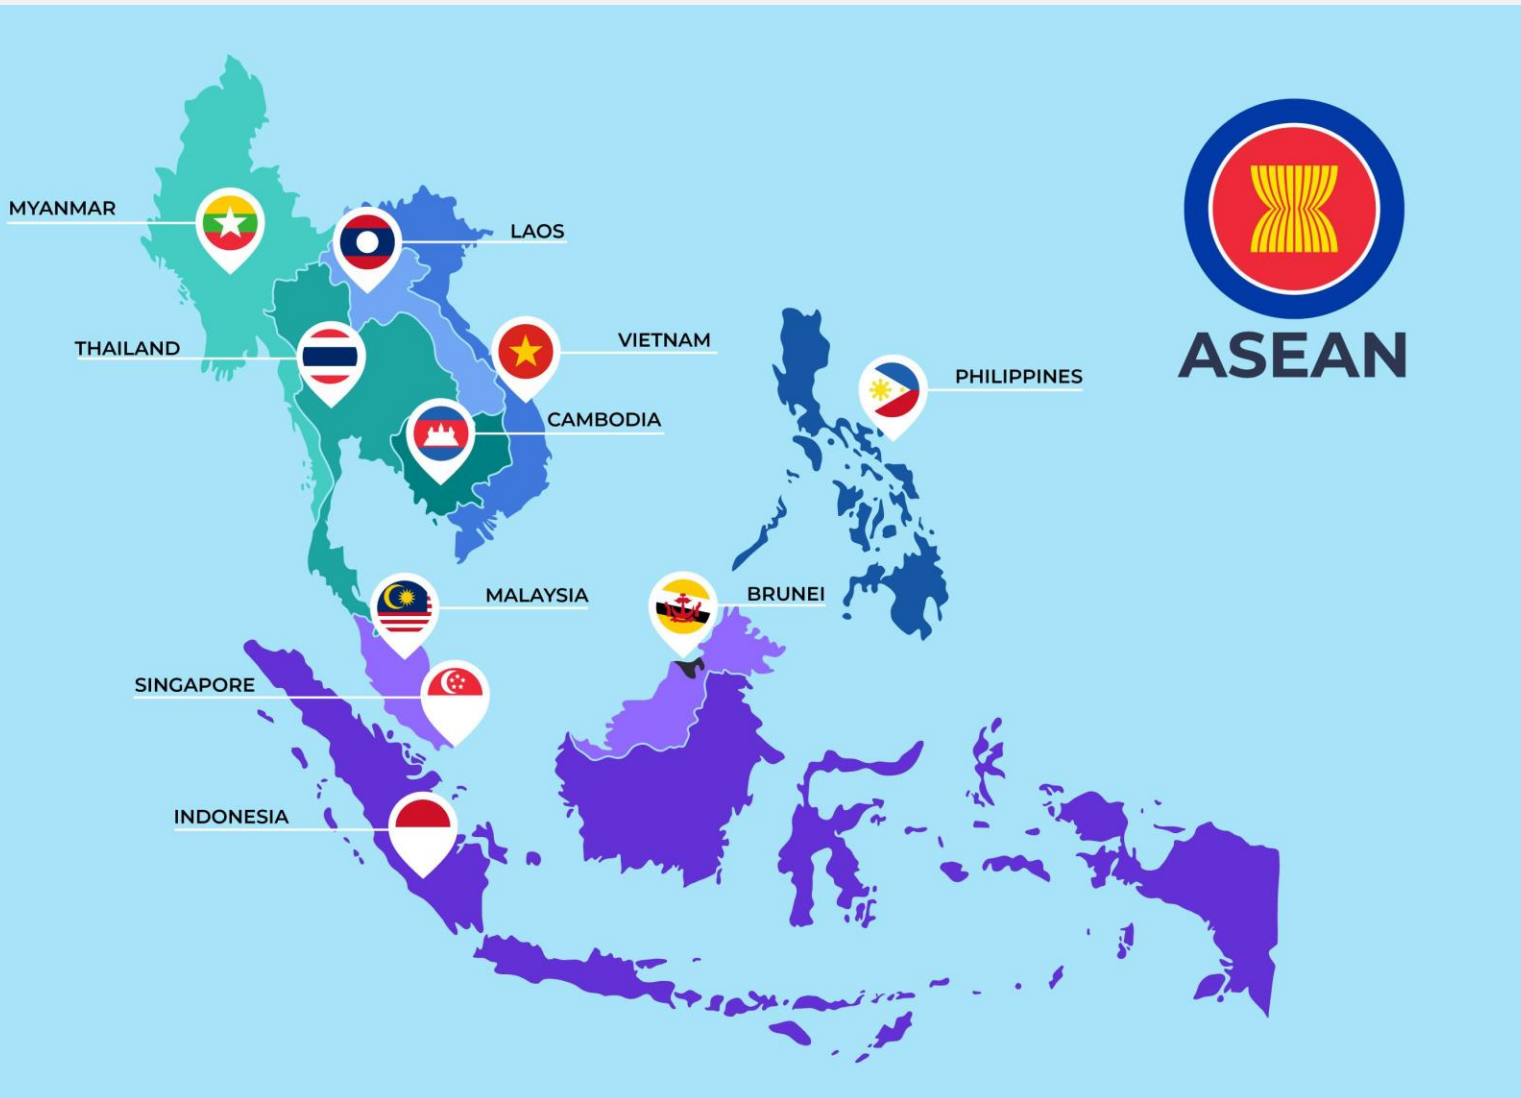 MYANMAR
LAOS
THAILAND
VIETNAM
ASEAN
PHILIPPINES
CAMBODIA
MALAYSIA
BRUNEI
SINGAPORE
INDONESIA